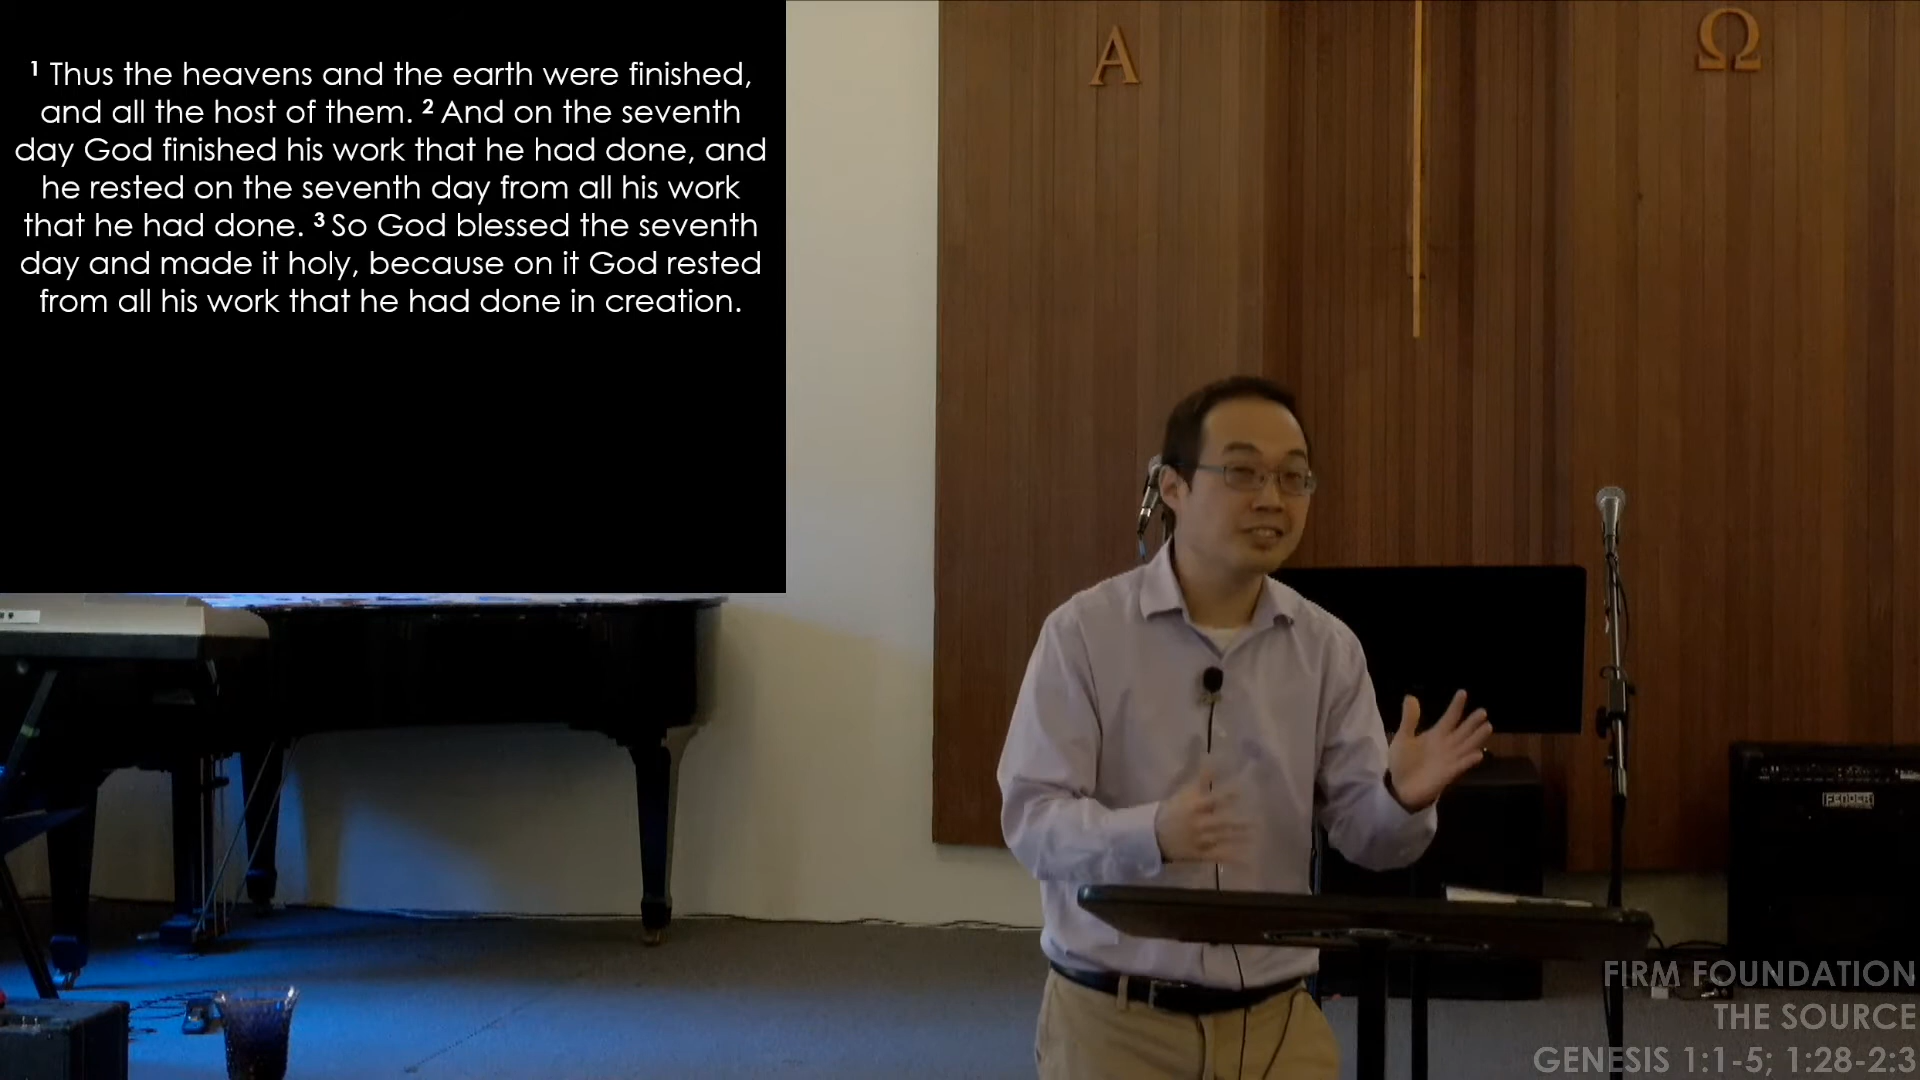 1 Thus the heavens and the earth were finished,
and all the host of them. 2 And on the seventh
day God finished his work that he had done, and
he rested on the seventh day from all his work
that he had done. 3 So God blessed the seventh
day and made it holy, because on it God rested
from all his work that he had done in creation.
Α
Ω
Fender
FIRM FOUNDATION
THE SOURCE
GENESIS 1:1-5; 1:28-2:3